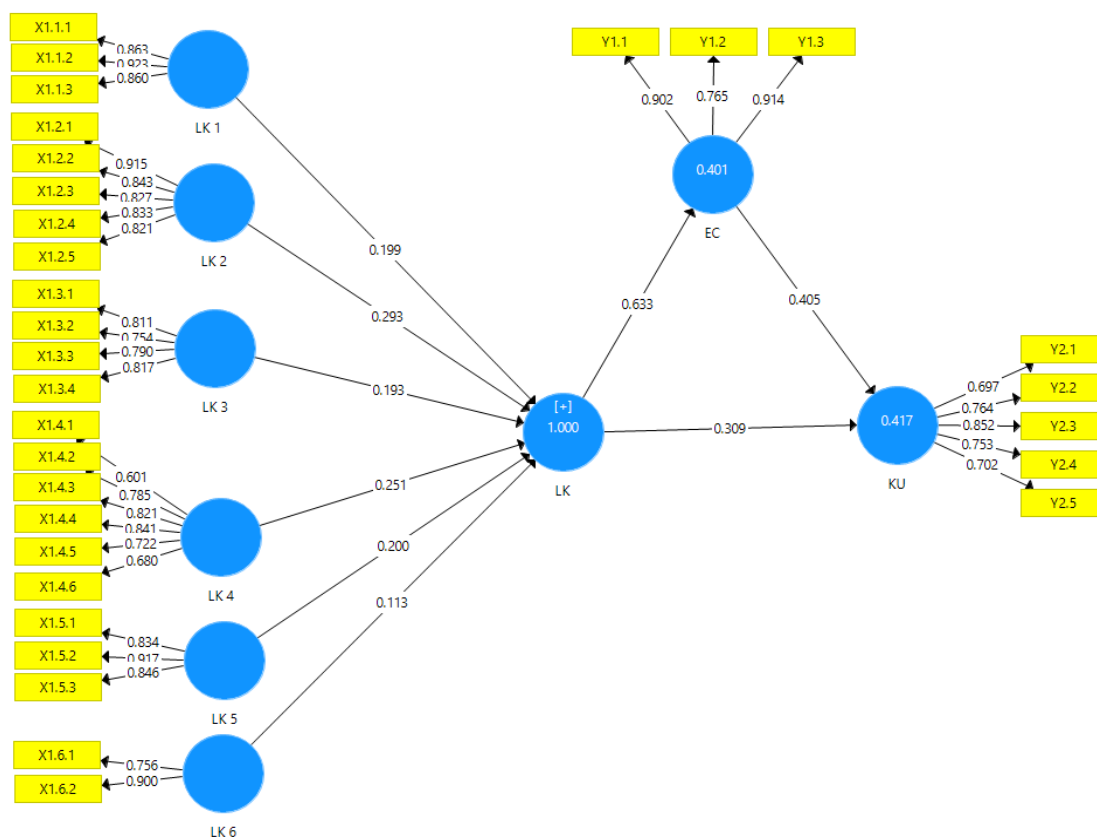 X1.1.1
X1.1.2
X1.1.3
0.863
0.923
0.860
LK 1
X1.2.1
X1.2.2
X1.2.3
X1.2.4
X1.2.5
0.915
0.843
0.827
0.833
0.821
LK 2
X1.3.1
X1.3.2
X1.3.3
X1.3.4
0.811
0.754
0.790
0.817
LK 3
X1.4.1
X1.4.2
X1.4.3
X1.4.4
X1.4.5
X1.4.6
0.601
0.785
0.821
0.841
0.722
0.680
LK 4
X1.5.1
X1.5.2
X1.5.3
0.834
0.917
0.846
LK 5
X1.6.1
X1.6.2
0.756
0.900
LK 6
0.199
0.293
0.193
0.251
0.200
0.113
[+]
1.000
LK
0.633
0.309
Y1.1
Y1.2
Y1.3
0.902
0.765
0.914
0.401
EC
0.405
0.417
KU
0.697
0.764
0.852
0.753
0.702
Y2.1
Y2.2
Y2.3
Y2.4
Y2.5